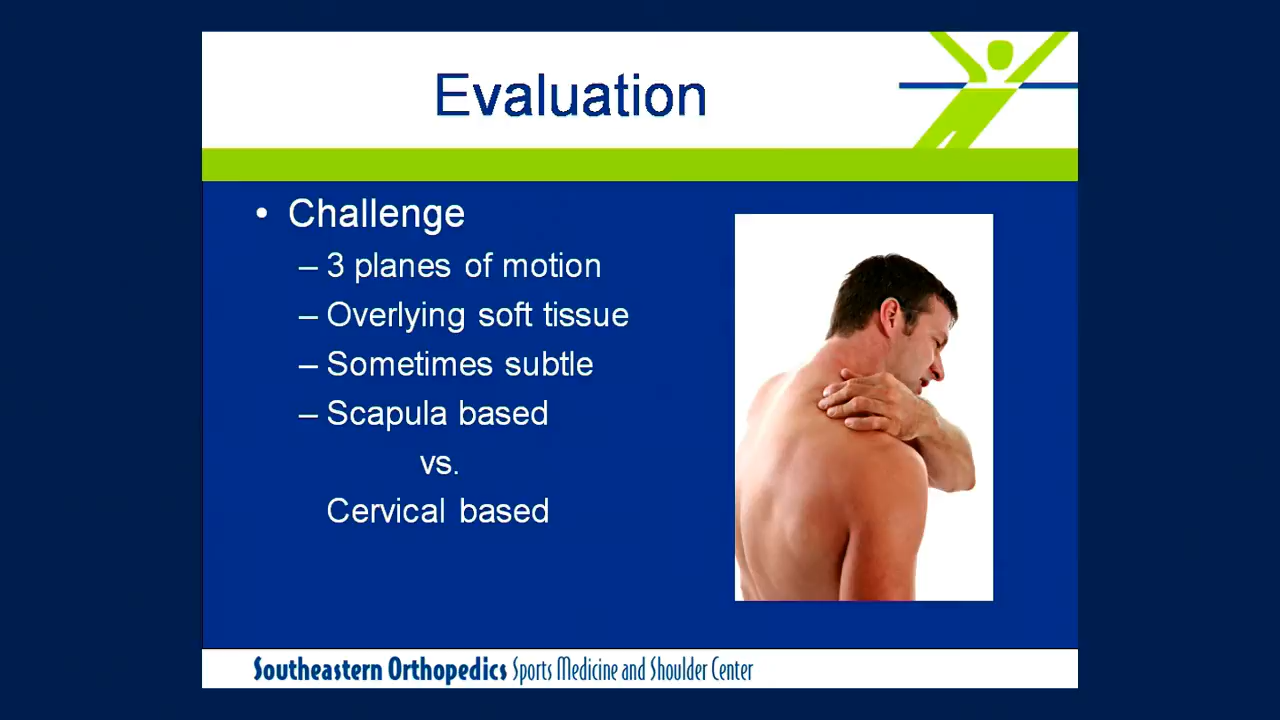 Evaluation
• Challenge
– 3 planes of motion
– Overlying soft tissue
– Sometimes subtle
– Scapula based
vs.
Cervical based
Southeastern Orthopedics Sports Medicine and Shoulder Center